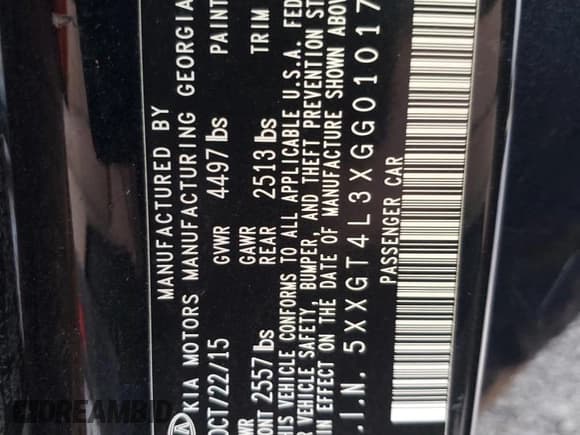 MANUFACTURED BY
KIA MOTORS MANUFACTURING GEORGIA
OCT/22/15 GVWR 4497 lbs PAINT
GAWR
2557 lbs REAR 2513 lbs TRIM
THIS VEHICLE CONFORMS TO ALL APPLICABLE U.S.A. FED
VEHICLE SAFETY, BUMPER, AND THEFT PREVENTION ST
IN EFFECT ON THE DATE OF MANUFACTURE SHOWN ABOV
.I.N. 5XXGT4L3XGG01017
PASSENGER CAR
DREAMBID